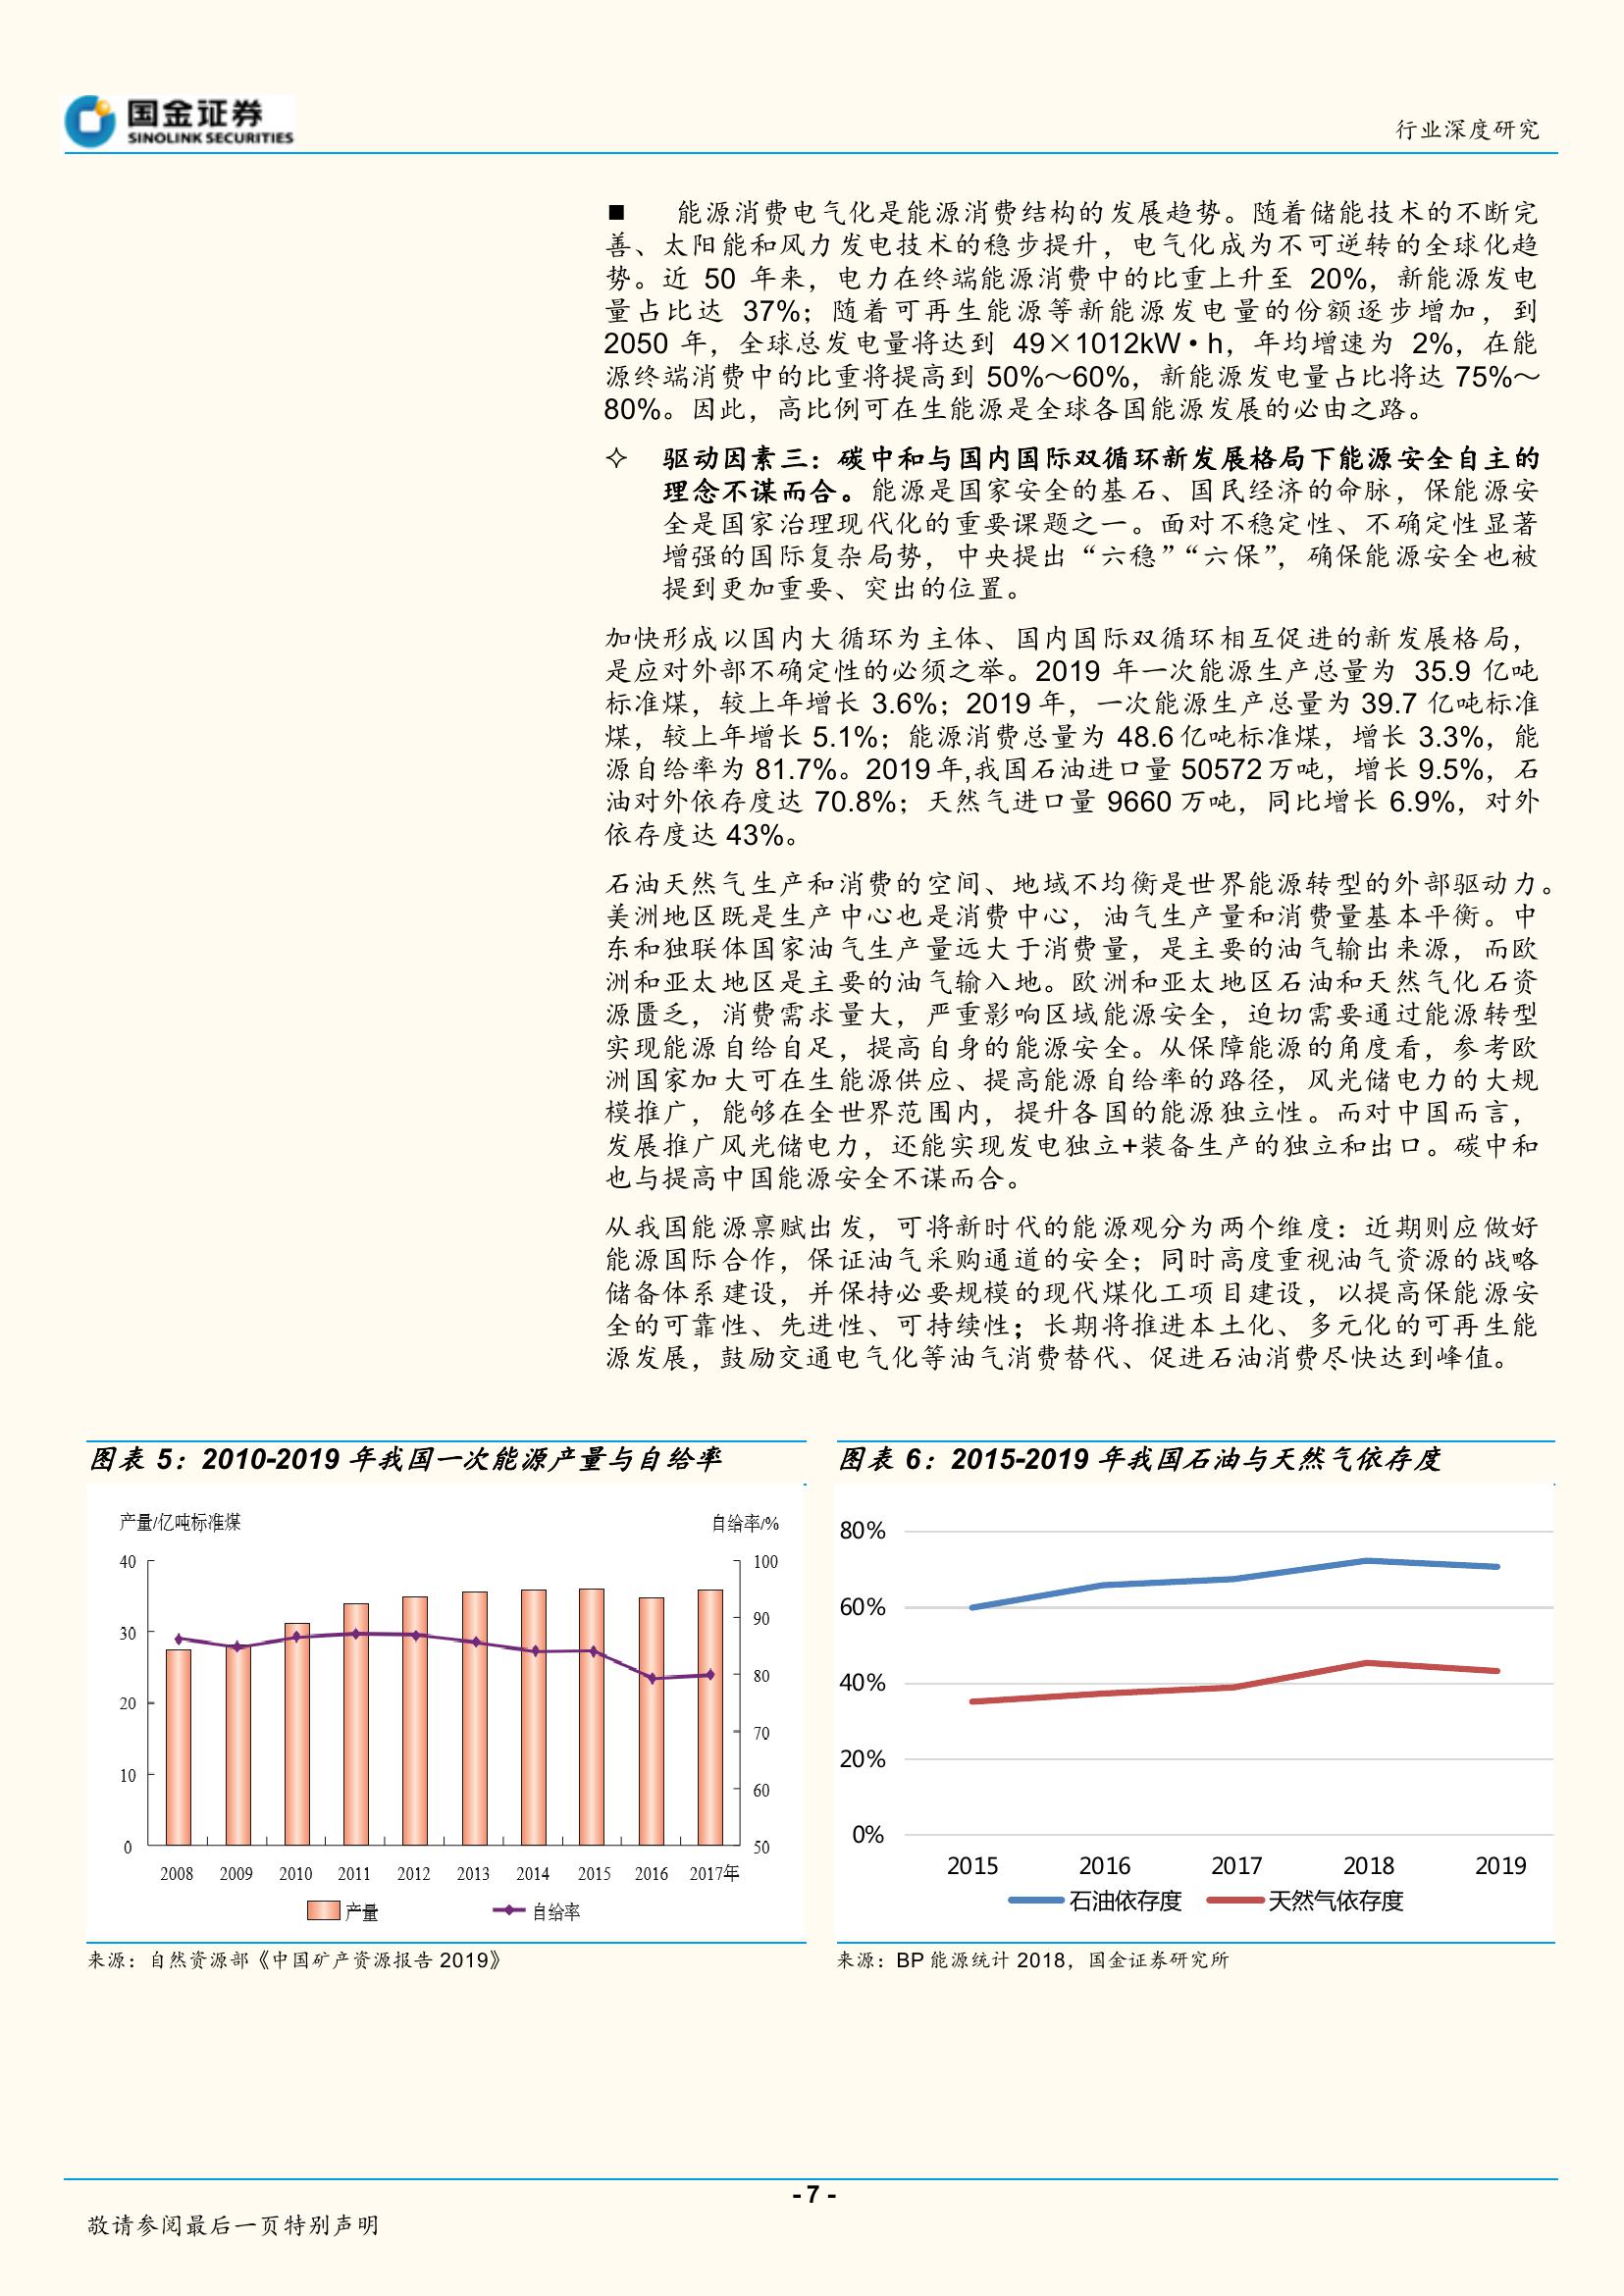 国金证券
SINOLINK SECURITIES
行业深度研究
■ 能源消费电气化是能源消费结构的发展趋势。随着储能技术的不断完
善、太阳能和风力发电技术的稳步提升，电气化成为不可逆转的全球化趋
势。近 50 年来，电力在终端能源消费中的比重上升至 20%，新能源发电
量占比达 37%；随着可再生能源等新能源发电量的份额逐步增加，到
2050 年，全球总发电量将达到 49×1012kW•h，年均增速为 2%，在能
源终端消费中的比重将提高到 50%～60%，新能源发电量占比将达 75%～
80%。因此，高比例可在生能源是全球各国能源发展的必由之路。
✧ 驱动因素三：碳中和与国内国际双循环新发展格局下能源安全自主的
理念不谋而合。能源是国家安全的基石、国民经济的命脉，保能源安
全是国家治理现代化的重要课题之一。面对不稳定性、不确定性显著
增强的国际复杂局势，中央提出“六稳”“六保”，确保能源安全也被
提到更加重要、突出的位置。
加快形成以国内大循环为主体、国内国际双循环相互促进的新发展格局，
是应对外部不确定性的必须之举。2019 年一次能源生产总量为 35.9 亿吨
标准煤，较上年增长 3.6%；2019 年，一次能源生产总量为 39.7 亿吨标准
煤，较上年增长 5.1%；能源消费总量为 48.6 亿吨标准煤，增长 3.3%，能
源自给率为 81.7%。2019 年,我国石油进口量 50572 万吨，增长 9.5%，石
油对外依存度达 70.8%；天然气进口量 9660 万吨，同比增长 6.9%，对外
依存度达 43%。
石油天然气生产和消费的空间、地域不均衡是世界能源转型的外部驱动力。
美洲地区既是生产中心也是消费中心，油气生产量和消费量基本平衡。中
东和独联体国家油气生产量远大于消费量，是主要的油气输出来源，而欧
洲和亚太地区是主要的油气输入地。欧洲和亚太地区石油和天然气化石资
源匮乏，消费需求量大，严重影响区域能源安全，迫切需要通过能源转型
实现能源自给自足，提高自身的能源安全。从保障能源的角度看，参考欧
洲国家加大可在生能源供应、提高能源自给率的路径，风光储电力的大规
模推广，能够在全世界范围内，提升各国的能源独立性。而对中国而言，
发展推广风光储电力，还能实现发电独立+装备生产的独立和出口。碳中和
也与提高中国能源安全不谋而合。
从我国能源禀赋出发，可将新时代的能源观分为两个维度：近期则应做好
能源国际合作，保证油气采购通道的安全；同时高度重视油气资源的战略
储备体系建设，并保持必要规模的现代煤化工项目建设，以提高保能源安
全的可靠性、先进性、可持续性；长期将推进本土化、多元化的可再生能
源发展，鼓励交通电气化等油气消费替代、促进石油消费尽快达到峰值。
图表 5：2010-2019 年我国一次能源产量与自给率
产量/亿吨标准煤 自给率/%
40 100
90
30
80
20
70
10
60
0 50
2008 2009 2010 2011 2012 2013 2014 2015 2016 2017年
产量 自给率
来源：自然资源部《中国矿产资源报告 2019》
图表 6：2015-2019 年我国石油与天然气依存度
80%
60%
40%
20%
0%
2015 2016 2017 2018 2019
石油依存度 天然气依存度
来源：BP 能源统计 2018，国金证券研究所
- 7 -
敬请参阅最后一页特别声明